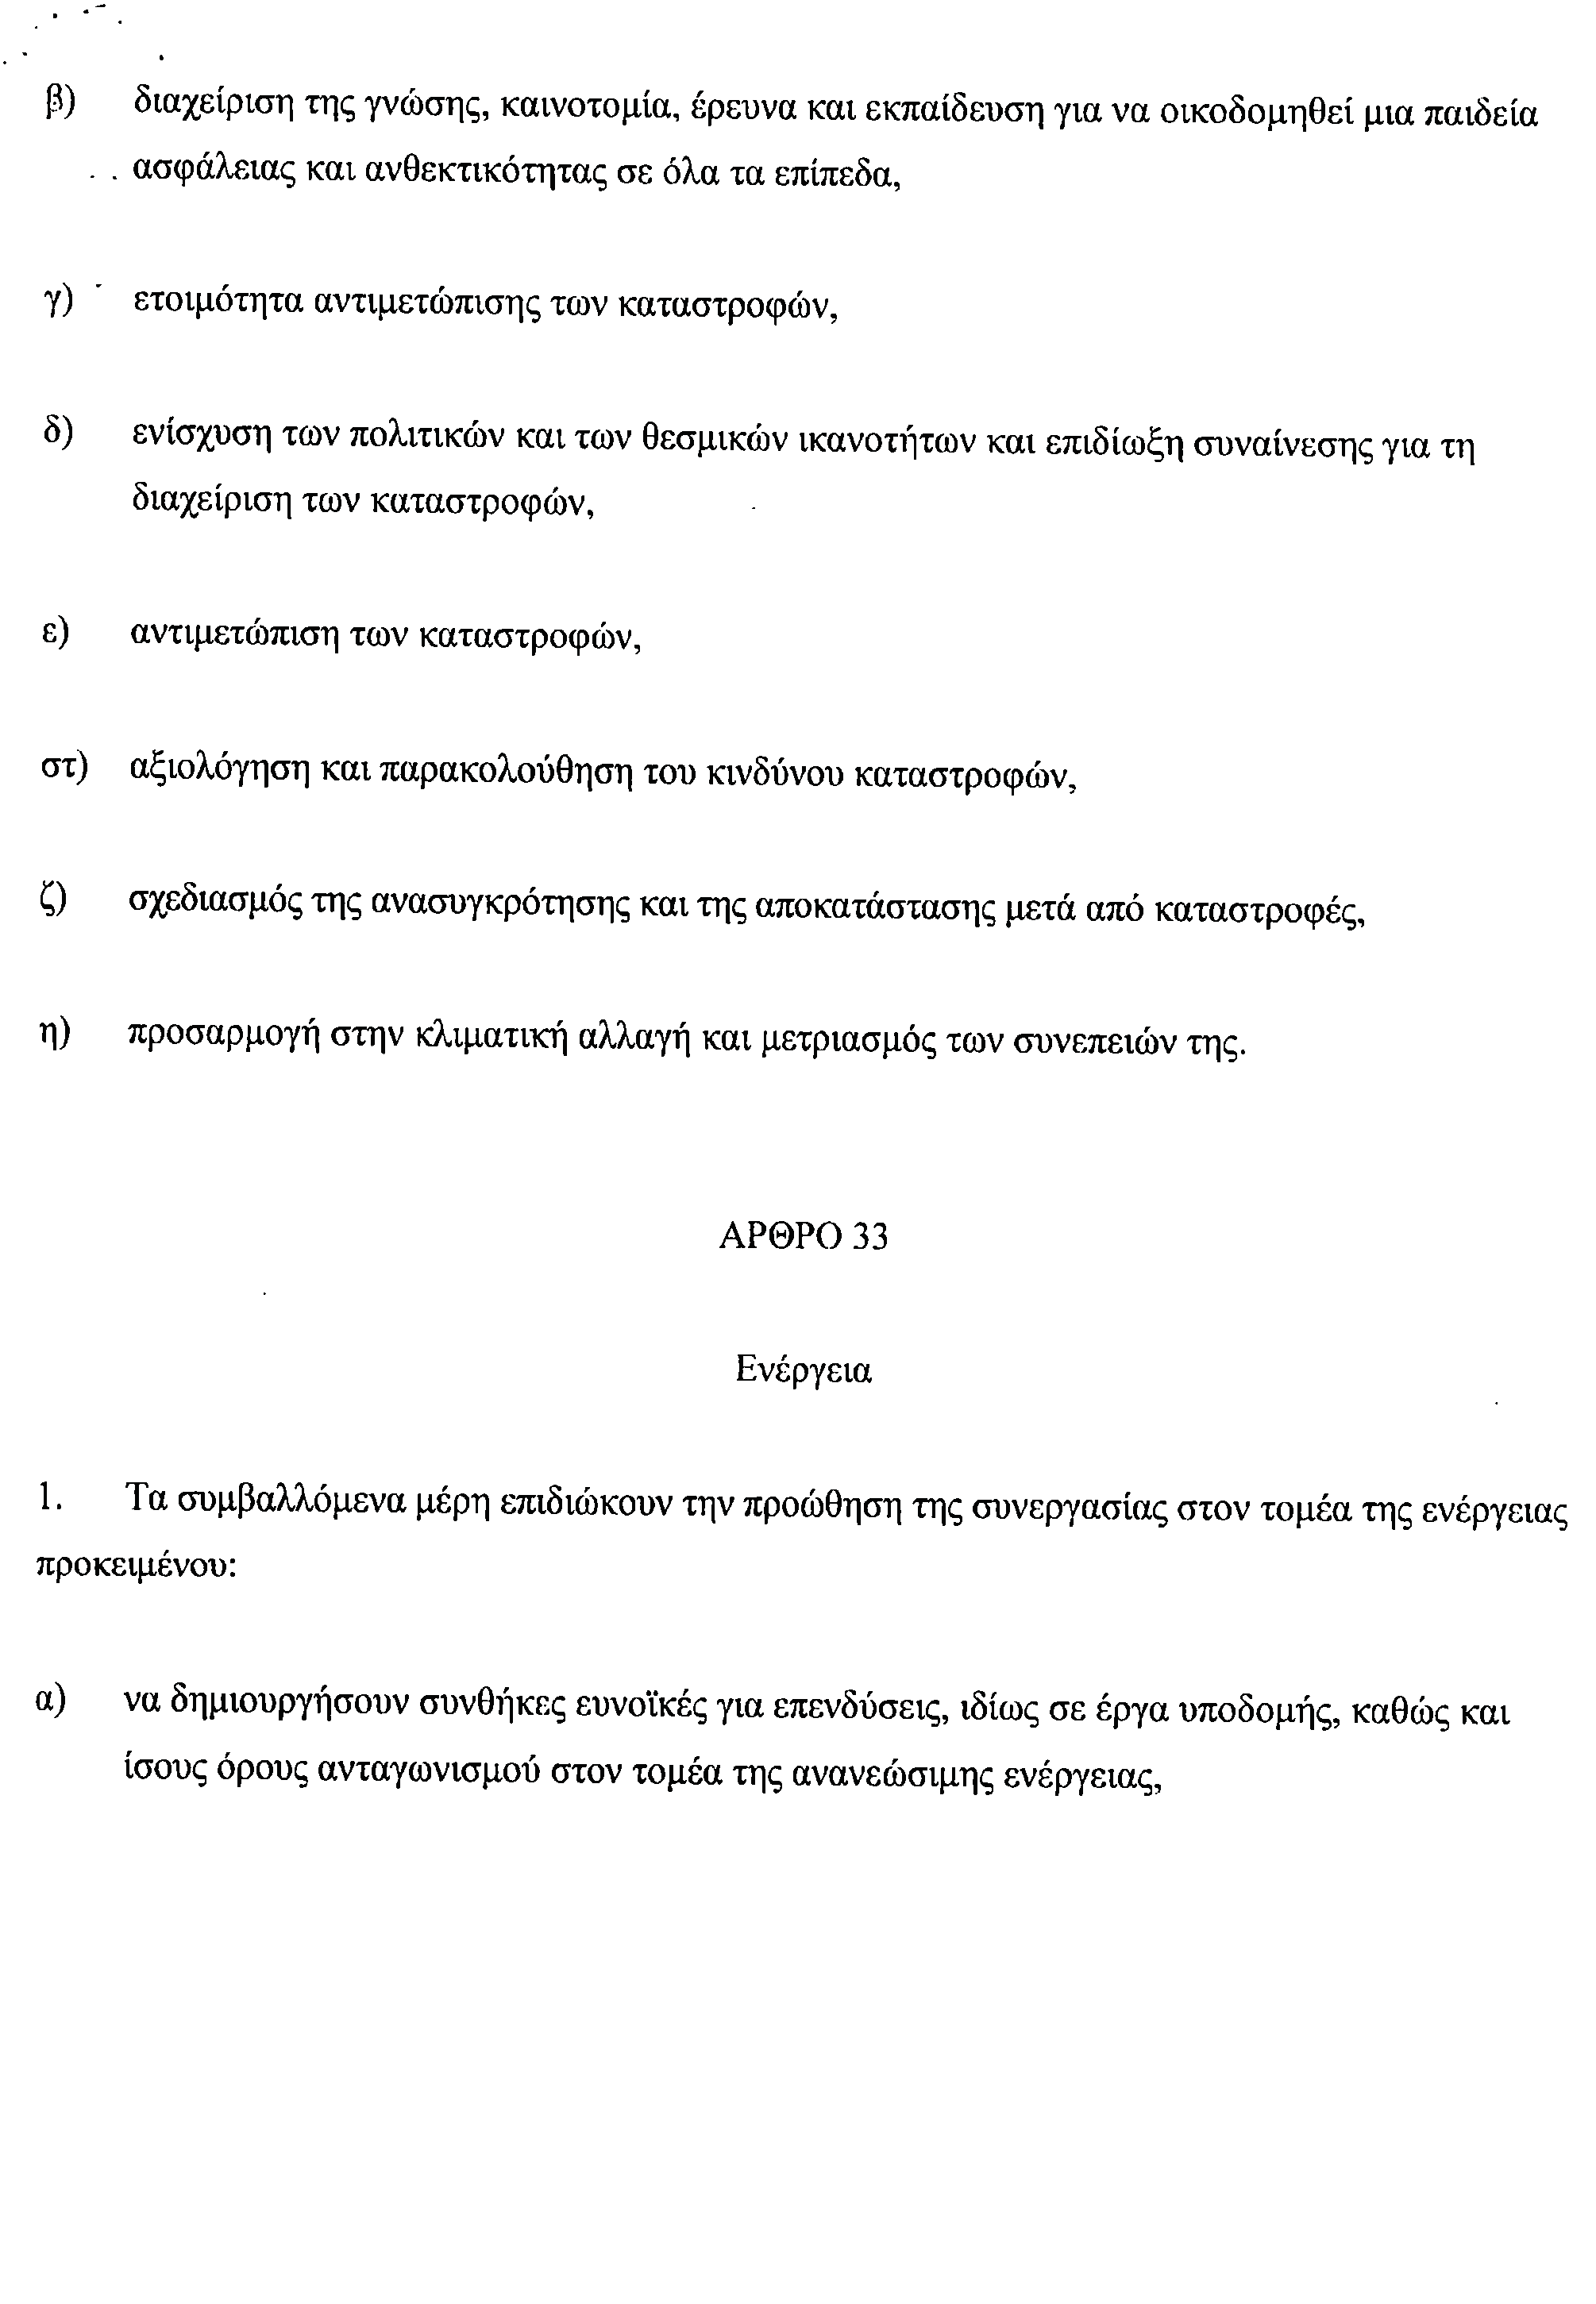 β) διαχείριση της γνώσης, καινοτομία, έρευνα και εκπαίδευση για να οικοδομηθεί μια παιδεία
ασφάλειας και ανθεκτικότητας σε όλα τα επίπεδα,
γ) ετοιμότητα αντιμετώπισης των καταστροφών,
δ) ενίσχυση των πολιτικών και των θεσμικών ικανοτήτων και επιδίωξη συναίνεσης για τη
διαχείριση των καταστροφών,
ε) αντιμετώπιση των καταστροφών,
στ) αξιολόγηση και παρακολούθηση του κινδύνου καταστροφών,
ζ) σχεδιασμός της ανασυγκρότησης και της αποκατάστασης μετά από καταστροφές,
η) προσαρμογή στην κλιματική αλλαγή και μετριασμός των συνεπειών της.
ΑΡΘΡΟ 33
Ενέργεια
1. Τα συμβαλλόμενα μέρη επιδιώκουν την προώθηση της συνεργασίας στον τομέα της ενέργειας
προκειμένου:
α) να δημιουργήσουν συνθήκες ευνοϊκές για επενδύσεις, ιδίως σε έργα υποδομής, καθώς και
ίσους όρους ανταγωνισμού στον τομέα της ανανεώσιμης ενέργειας,